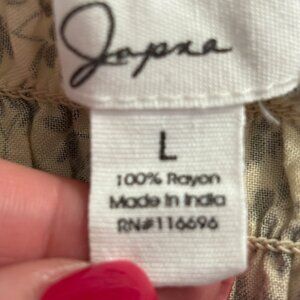 Japna
L
100% Rayon
Made in India
RN#116696